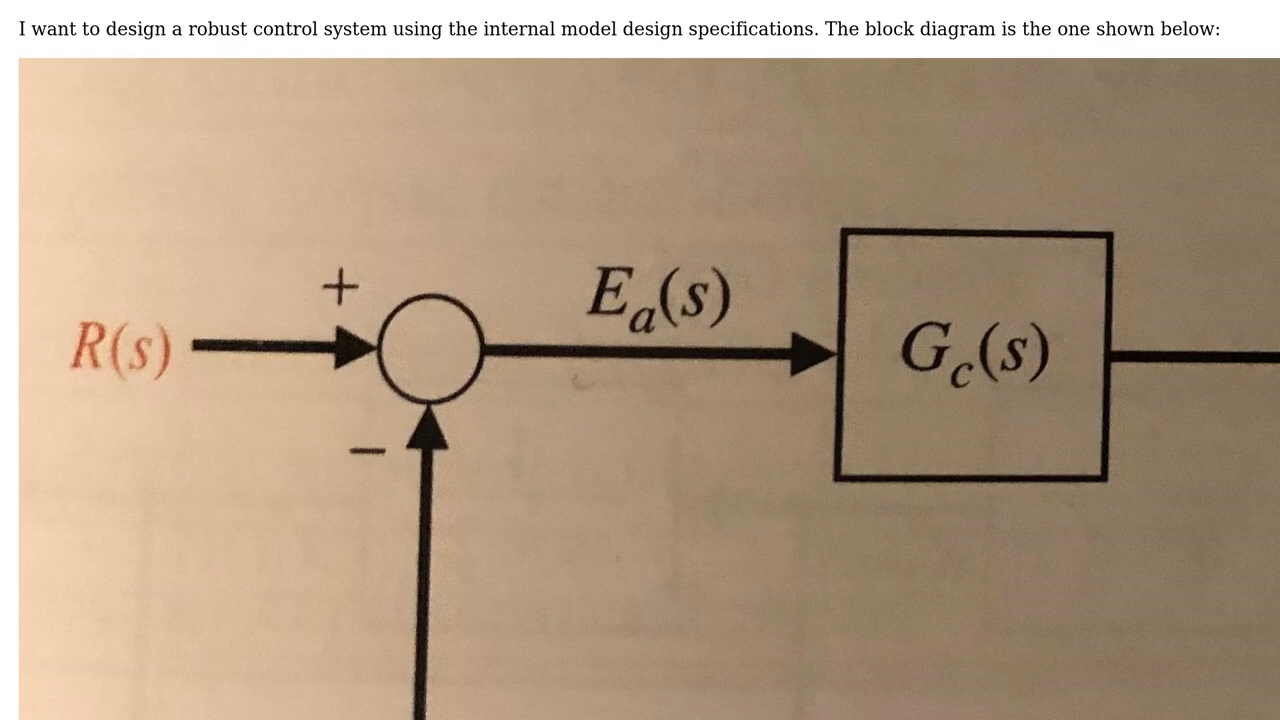 I want to design a robust control system using the internal model design specifications. The block diagram is the one shown below:
+
E_a(s)
R(s)
G_c(s)
−